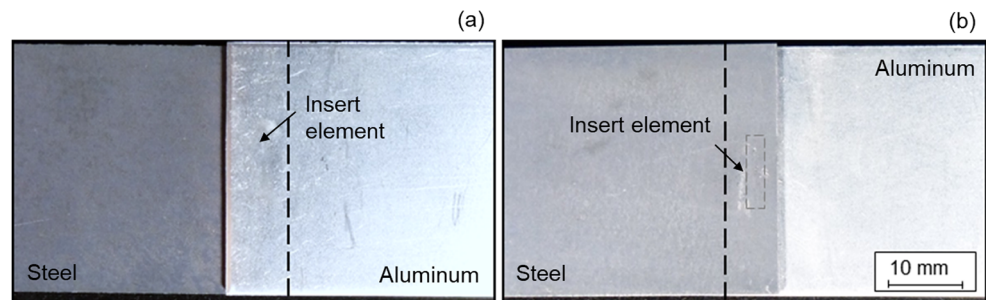 (a)
Insert
element
Steel
Aluminum
(b)
Aluminum
Insert element
Steel
10 mm